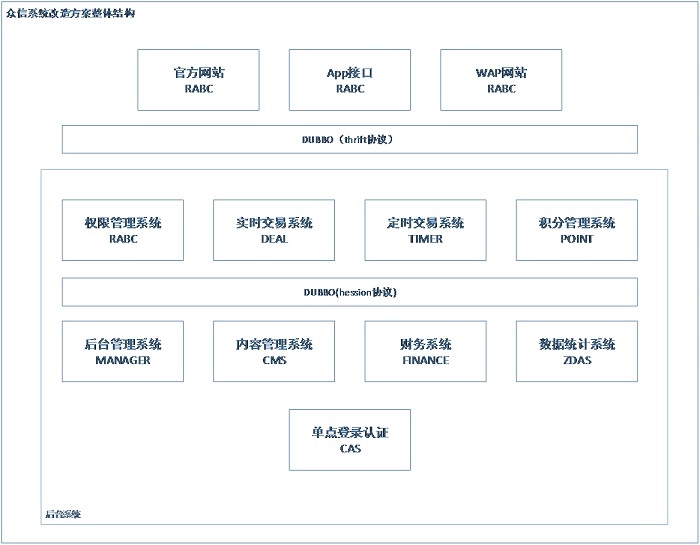 众信系统改造方案整体结构
官方网站
RABC
App接口
RABC
WAP网站
RABC
DUBBO（thrift协议）
权限管理系统
RABC
实时交易系统
DEAL
定时交易系统
TIMER
积分管理系统
POINT
DUBBO(hession协议)
后台管理系统
MANAGER
内容管理系统
CMS
财务系统
FINANCE
数据统计系统
ZDAS
单点登录认证
CAS
后台系统